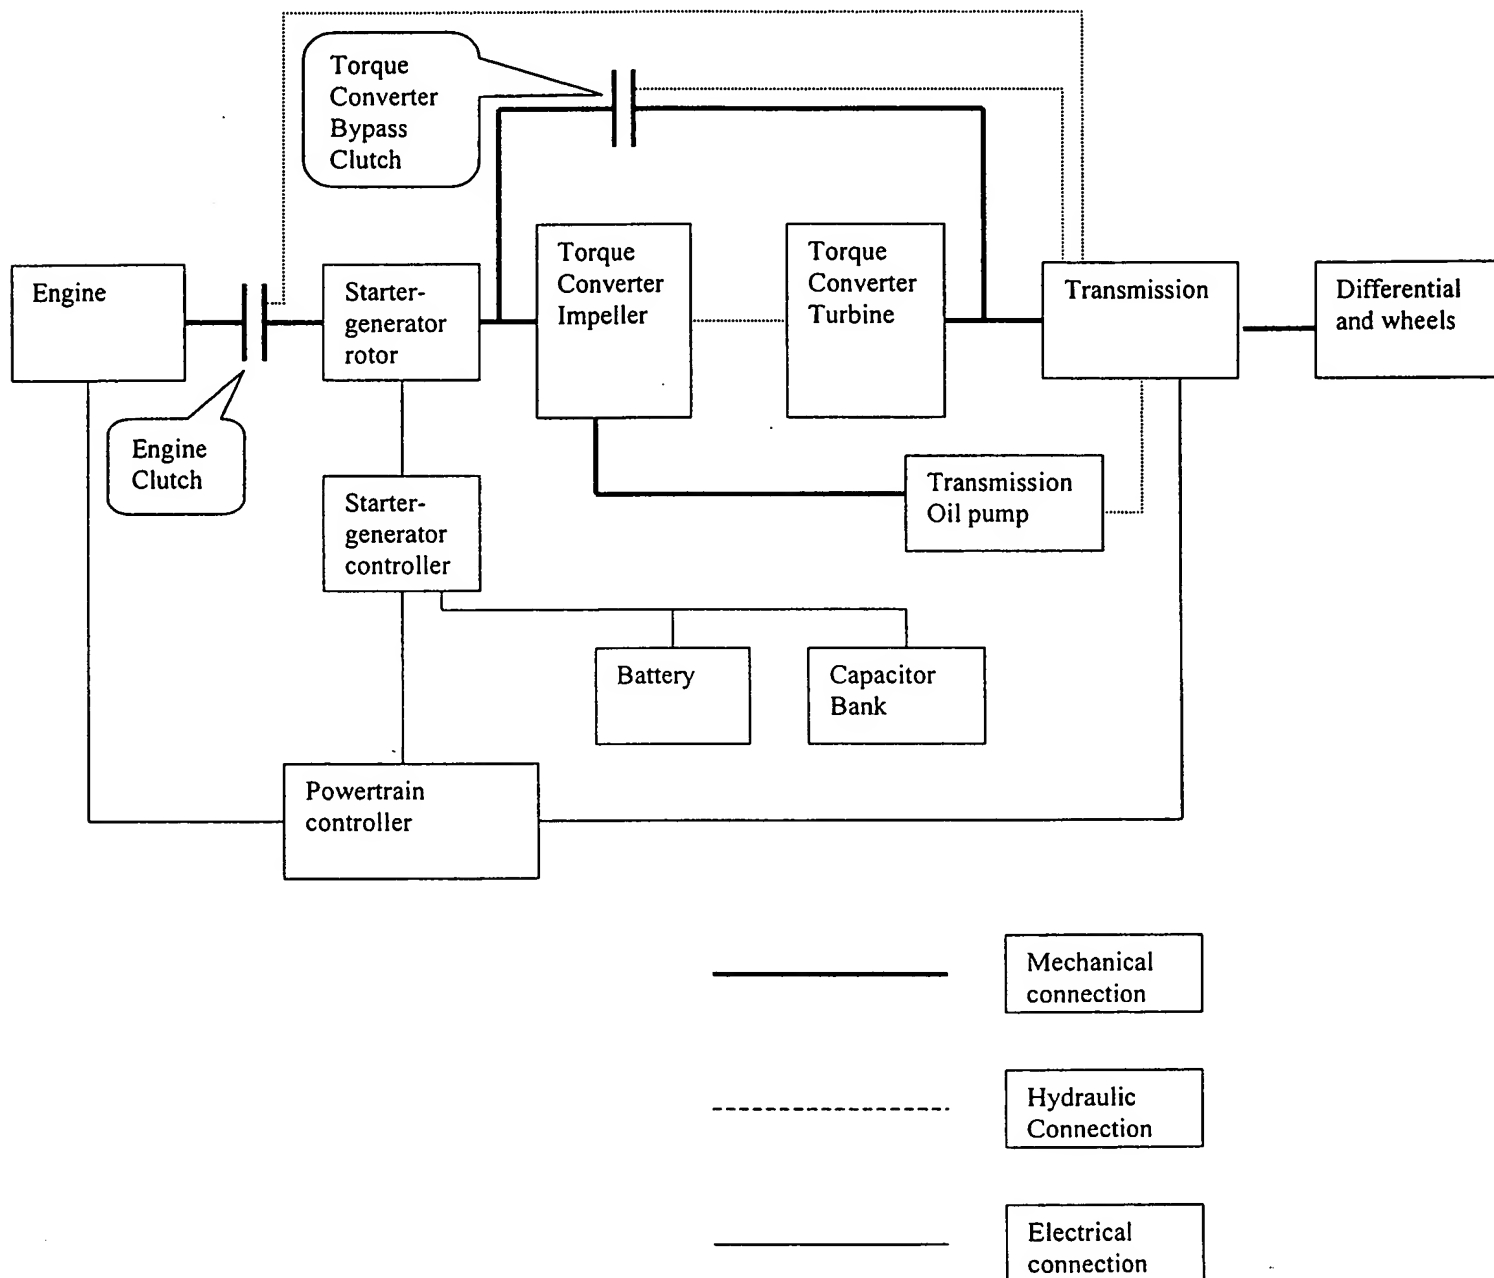 Torque
Converter
Bypass
Clutch
Engine
Starter-
generator
rotor
Torque
Converter
Impeller
Torque
Converter
Turbine
Transmission
Differential
and wheels
Engine
Clutch
Starter-
generator
controller
Transmission
Oil pump
Battery
Capacitor
Bank
Powertrain
controller
Mechanical
connection
Hydraulic
Connection
Electrical
connection